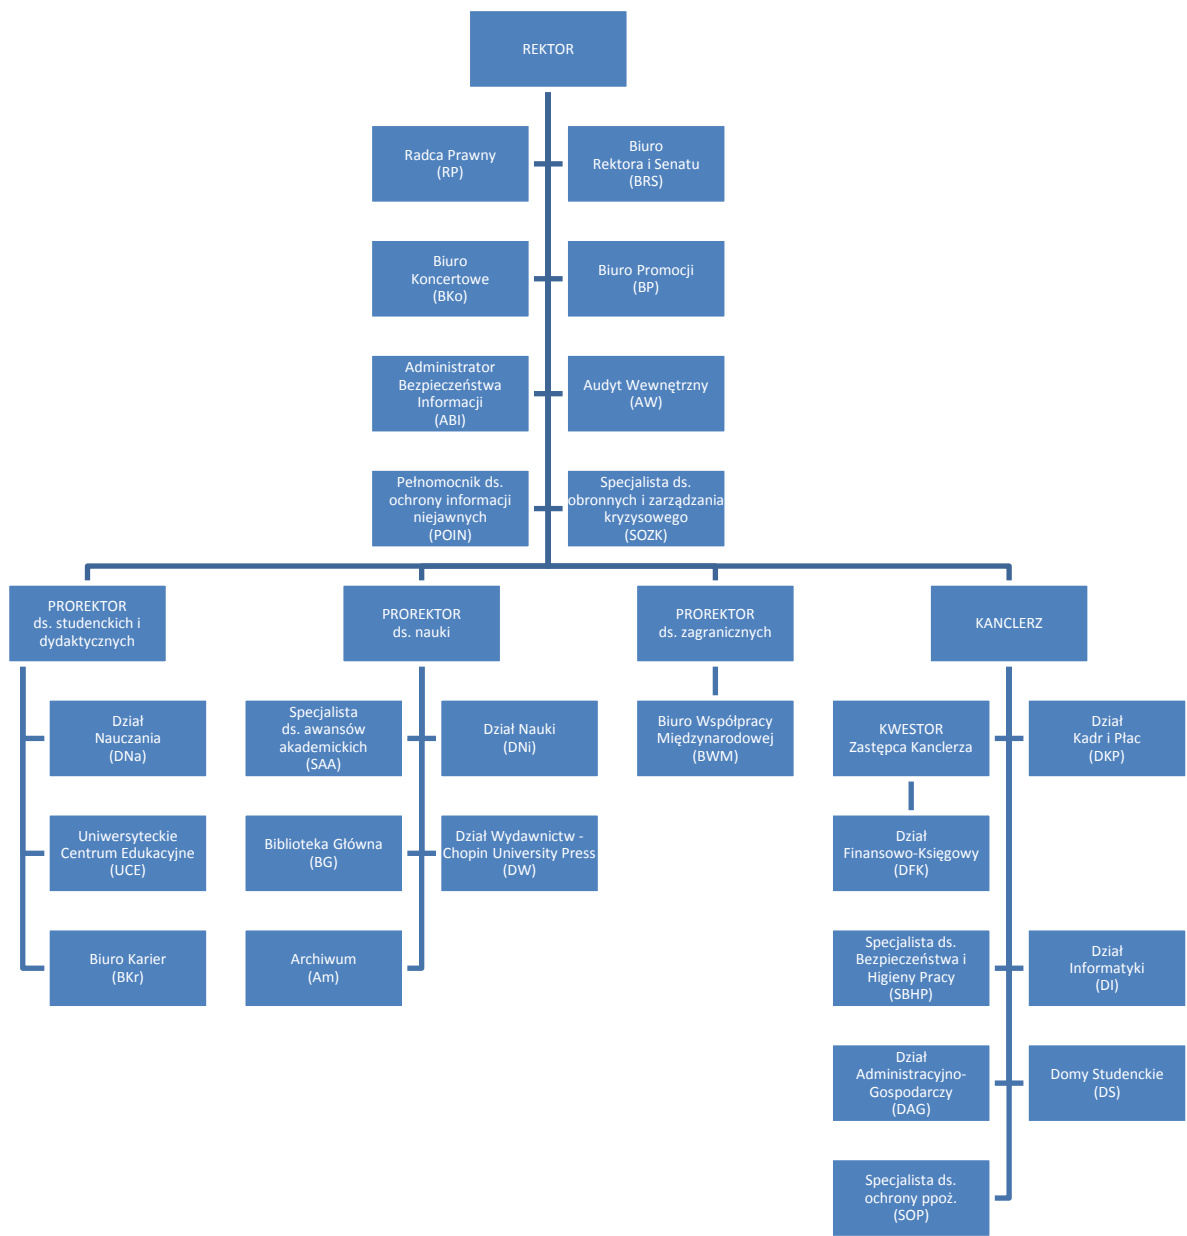 REKTOR
Radca Prawny
(RP)
Biuro
Rektora i Senatu
(BRS)
Biuro
Koncertowe
(BKo)
Biuro Promocji
(BP)
Administrator
Bezpieczeństwa
Informacji
(ABI)
Audyt Wewnętrzny
(AW)
Pełnomocnik ds.
ochrony informacji
niejawnych
(POIN)
Specjalista ds.
obronnych i zarządzania
kryzysowego
(SOZK)
PROREKTOR
ds. studenckich i
dydaktycznych
PROREKTOR
ds. nauki
PROREKTOR
ds. zagranicznych
KANCLERZ
Dział
Nauczania
(DNa)
Specjalista
ds. awansów
akademickich
(SAA)
Dział Nauki
(DNi)
Biuro Współpracy
Międzynarodowej
(BWM)
KWESTOR
Zastępca Kanclerza
Dział
Kadr i Płac
(DKP)
Uniwersyteckie
Centrum Edukacyjne
(UCE)
Biblioteka Główna
(BG)
Dział Wydawnictw -
Chopin University Press
(DW)
Dział
Finansowo-Księgowy
(DFK)
Biuro Karier
(BKr)
Archiwum
(Am)
Specjalista ds.
Bezpieczeństwa i
Higieny Pracy
(SBHP)
Dział
Informatyki
(DI)
Dział
Administracyjno-
Gospodarczy
(DAG)
Domy Studenckie
(DS)
Specjalista ds.
ochrony ppoż.
(SOP)